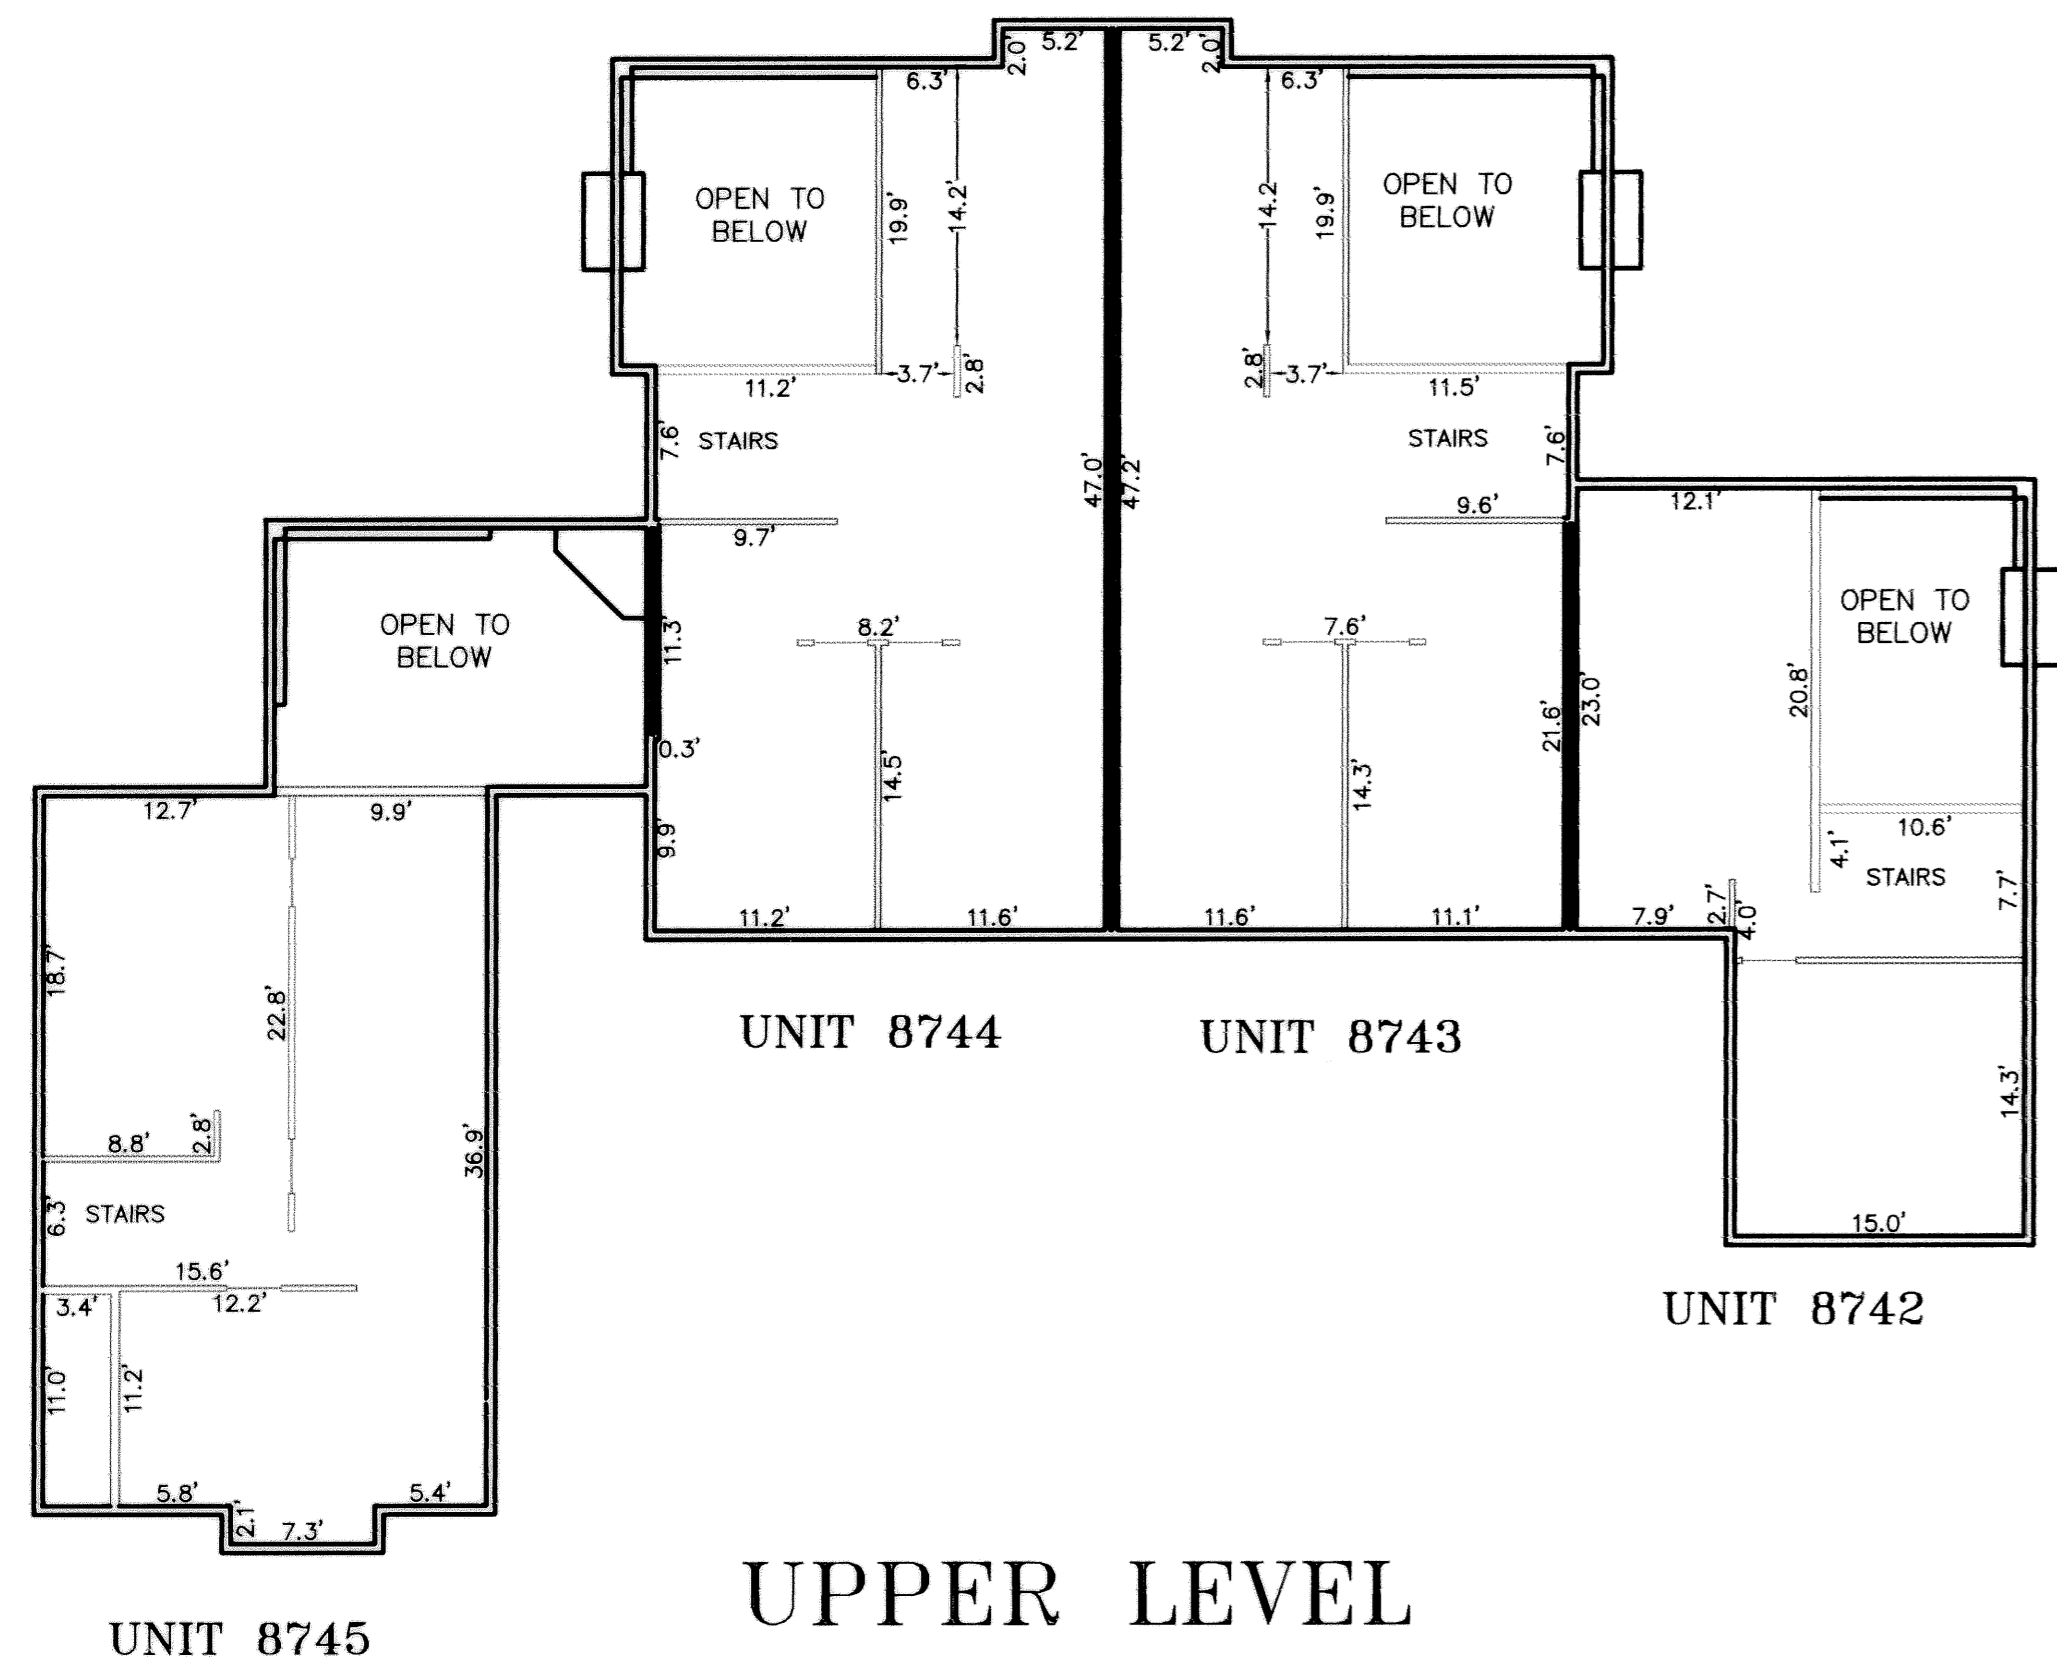 5.2' 5.2'
2.0' 2.0'
6.3' 6.3'
OPEN TO
BELOW
19.9' 14.2' 14.2 19.9'
OPEN TO
BELOW
11.2' 3.7' 2.8' 2.8' 3.7' 11.5'
7.6' STAIRS STAIRS 7.6'
47.0' 47.2'
9.7' 9.6' 12.1'
OPEN TO
BELOW
11.3' 8.2' 7.6'
OPEN TO
BELOW
21.6' 23.0' 20.8'
0.3' 14.5' 14.3'
12.7' 9.9' 9.9' 10.6'
4.1' STAIRS 7.7'
11.2' 11.6' 11.6' 11.1' 7.9' 2.7' 4.0'
18.7' 22.8'
UNIT 8744 UNIT 8743
14.3'
8.8' 2.8' 36.9'
6.3' STAIRS 15.0'
15.6'
3.4' 12.2'
UNIT 8742
11.0' 11.2'
5.8' 5.4'
2.1' 7.3'
UPPER LEVEL
UNIT 8745